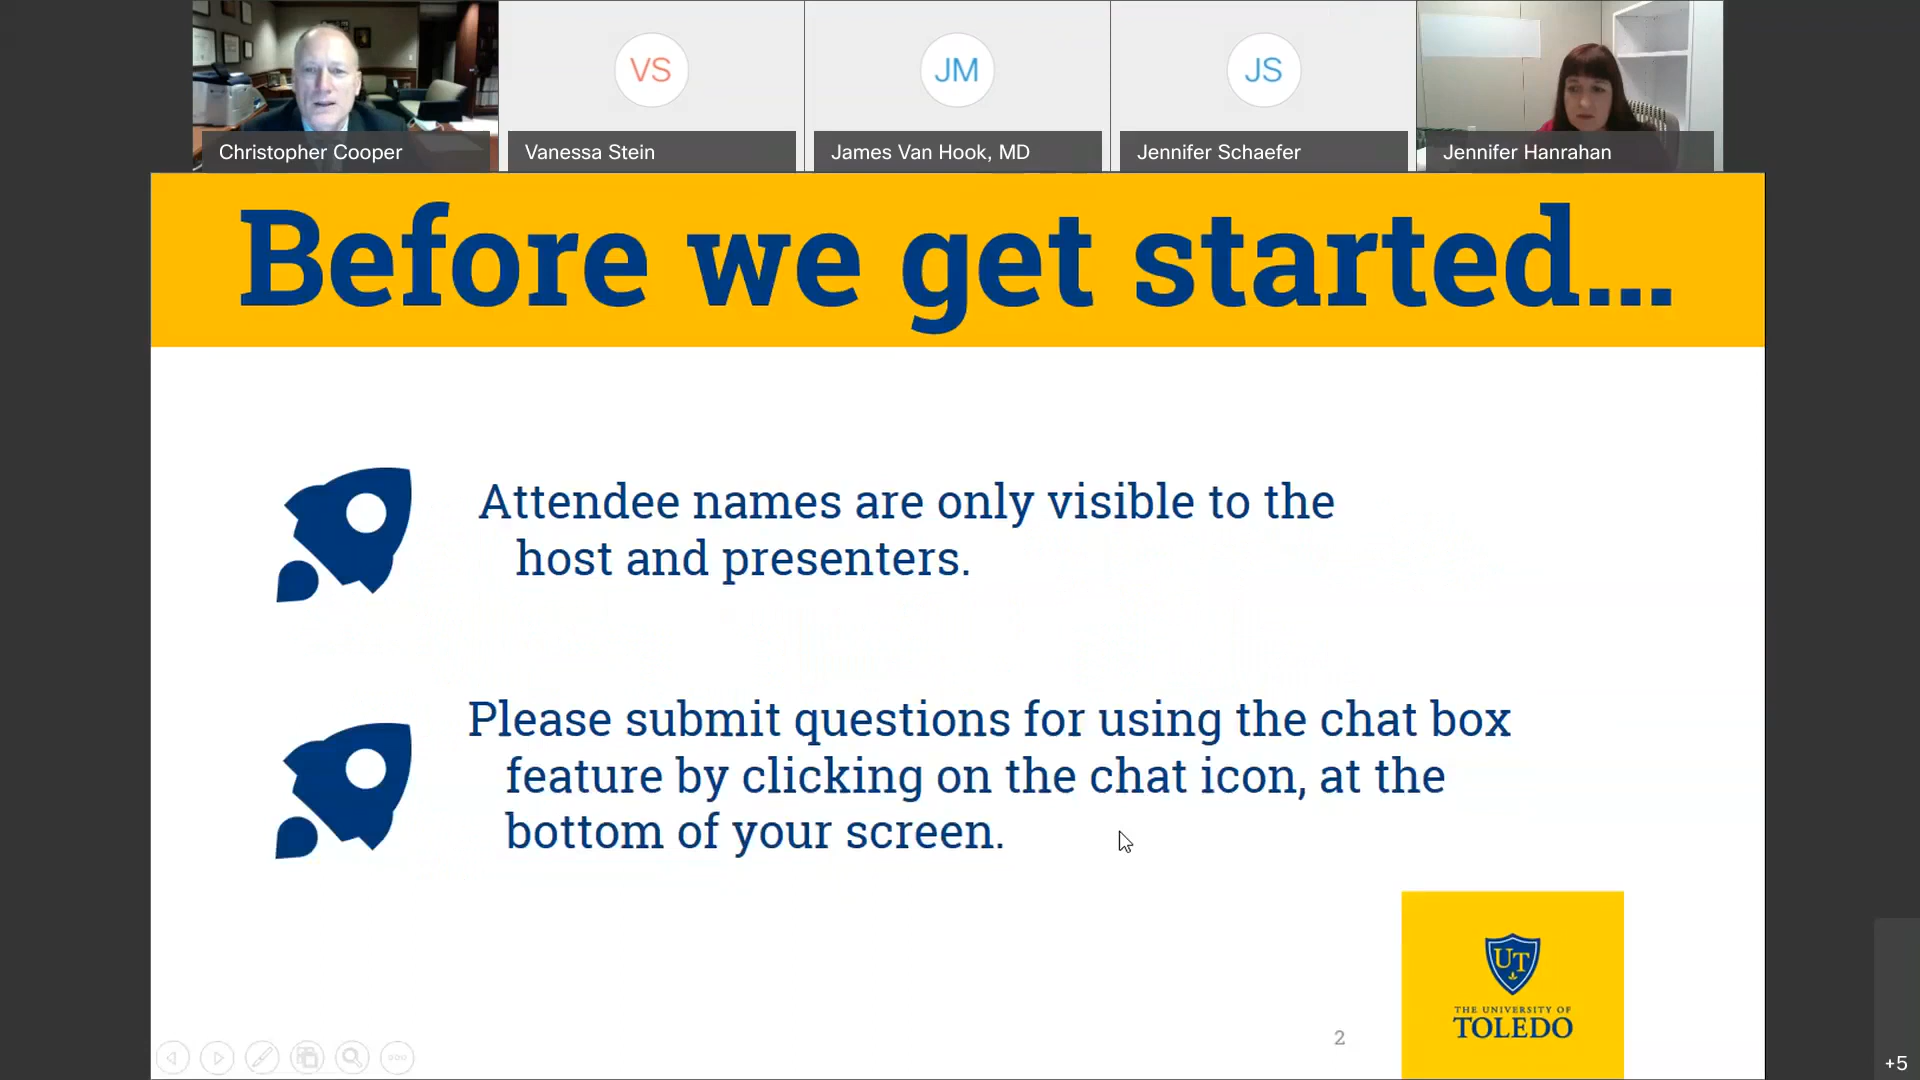 VS
JM
JS
Christopher Cooper
Vanessa Stein
James Van Hook, MD
Jennifer Schaefer
Jennifer Hanrahan
Before we get started...
Attendee names are only visible to the
host and presenters.
Please submit questions for using the chat box
feature by clicking on the chat icon, at the
bottom of your screen.
UT
THE UNIVERSITY OF
TOLEDO
2
+5